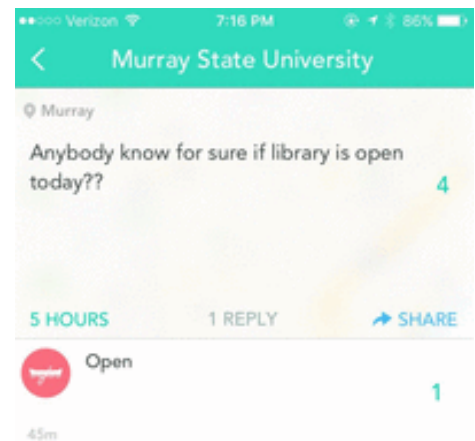 Verizon 7:16 PM 86%
Murray State University
Murray
Anybody know for sure if library is open
today??
4
5 HOURS 1 REPLY SHARE
Open
1
45m